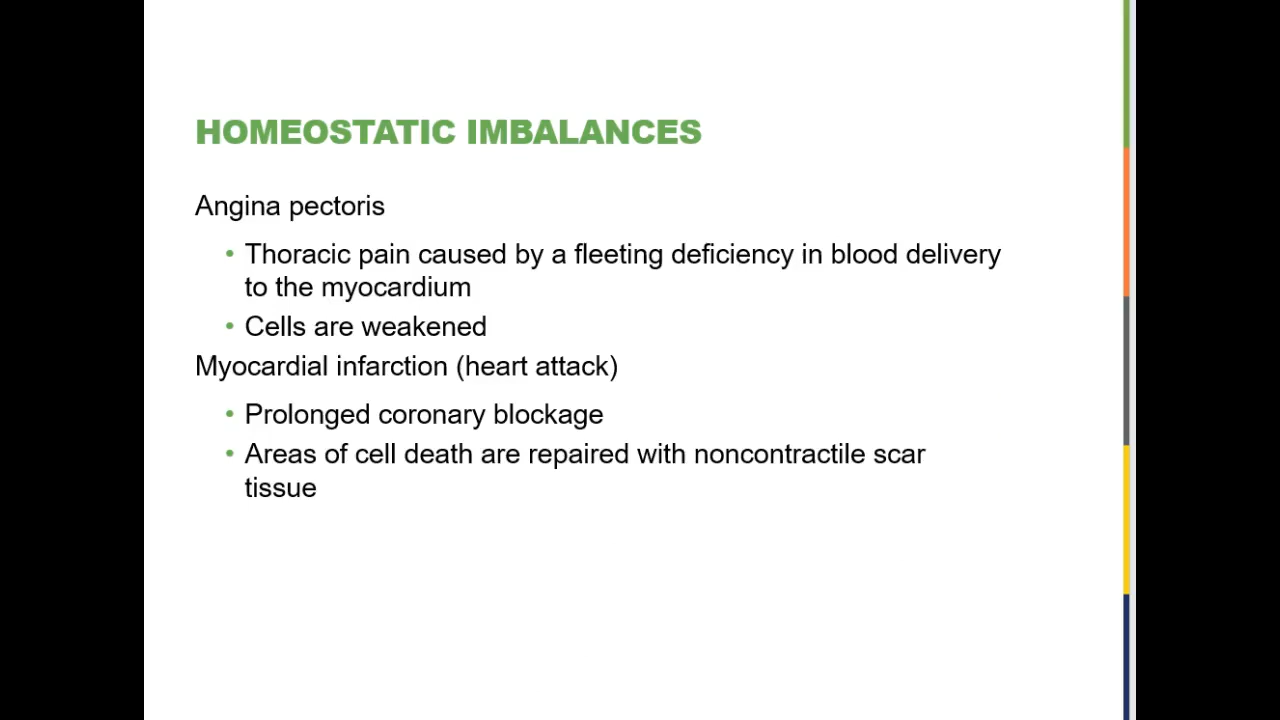 HOMEOSTATIC IMBALANCES
Angina pectoris
• Thoracic pain caused by a fleeting deficiency in blood delivery
to the myocardium
• Cells are weakened
Myocardial infarction (heart attack)
• Prolonged coronary blockage
• Areas of cell death are repaired with noncontractile scar
tissue